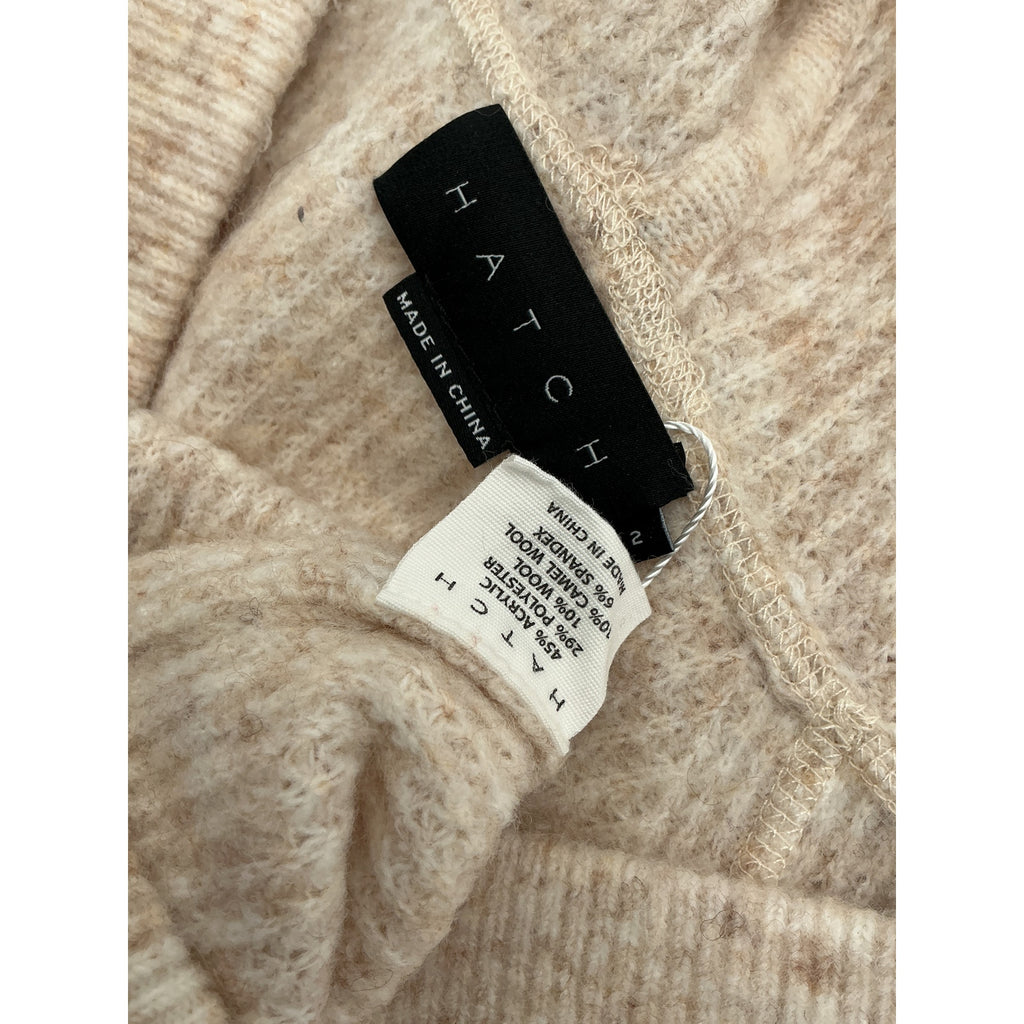 HATCH
MADE IN CHINA
2
HATCH
45% ACRYLIC
29% POLYESTER
10% WOOL
10% CAMEL WOOL
6% SPANDEX
MADE IN CHINA